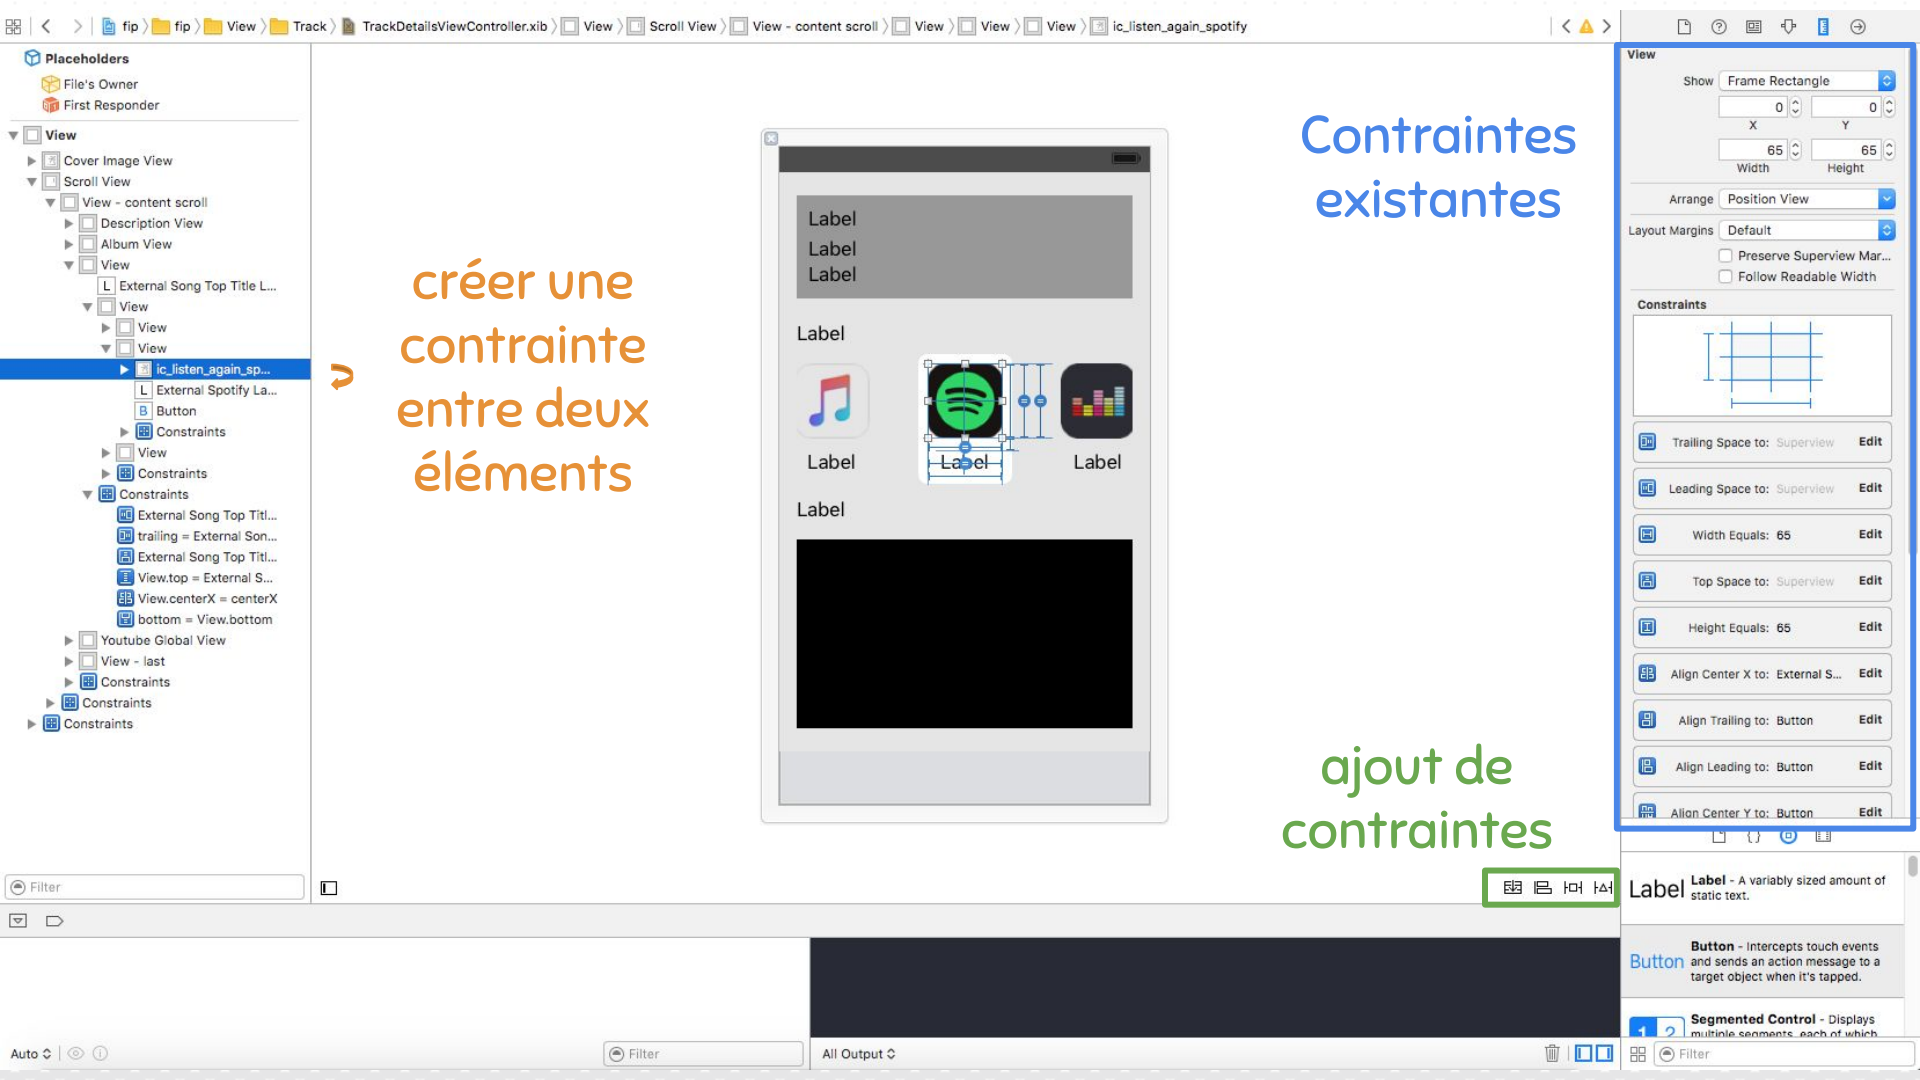 fip
fip
View
Track
TrackDetailsViewController.xib
View
Scroll View
View - content scroll
View
View
View
ic_listen_again_spotify
Placeholders
File's Owner
First Responder
View
Cover Image View
Scroll View
View - content scroll
Description View
Album View
View
L External Song Top Title L...
View
View
View
ic_listen_again_sp...
L External Spotify La...
B Button
Constraints
View
Constraints
Constraints
External Song Top Titl...
trailing = External Son...
External Song Top Titl...
View.top = External S...
View.centerX = centerX
bottom = View.bottom
Youtube Global View
View - last
Constraints
Constraints
Constraints
Filter
créer une
contrainte
entre deux
éléments
Label
Label
Label
Label
Label
Label
Label
Label
Contraintes
existantes
ajout de
contraintes
View
Show Frame Rectangle
0 0
X Y
65 65
Width Height
Arrange Position View
Layout Margins Default
Preserve Superview Mar...
Follow Readable Width
Constraints
Trailing Space to: Superview Edit
Leading Space to: Superview Edit
Width Equals: 65 Edit
Top Space to: Superview Edit
Height Equals: 65 Edit
Align Center X to: External S... Edit
Align Trailing to: Button Edit
Align Leading to: Button Edit
Align Center Y to: Button Edit
{ }
Label Label - A variably sized amount of
static text.
Button Button - Intercepts touch events
and sends an action message to a
target object when it's tapped.
1 2 Segmented Control - Displays
multiple segments, each of which
Auto
Filter
All Output
Filter